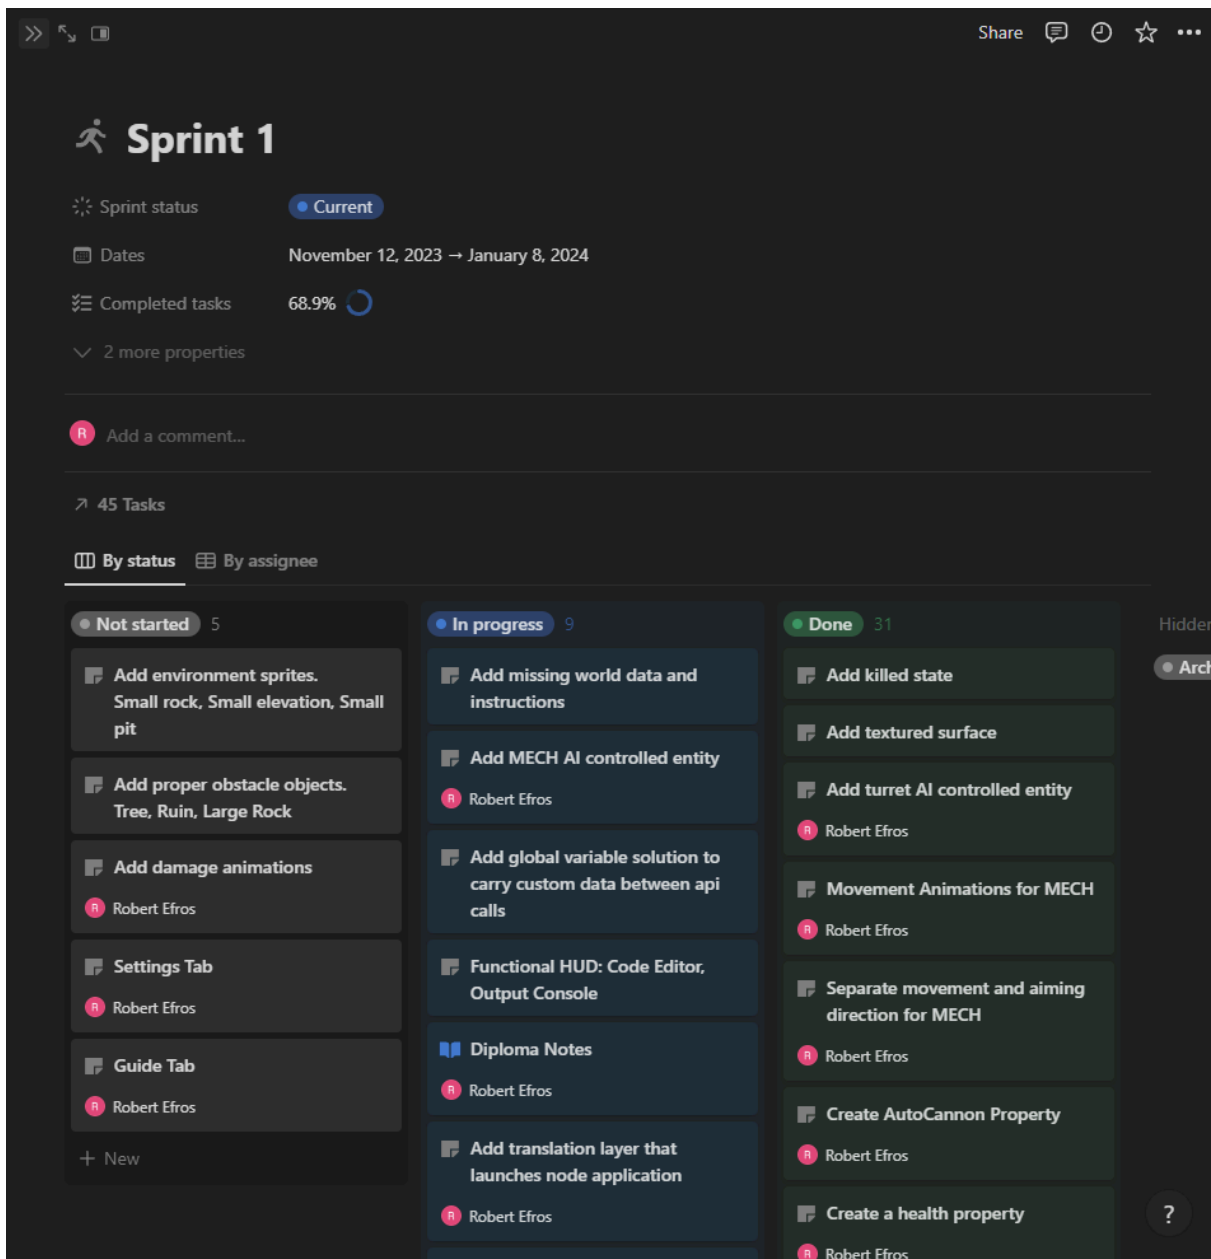 Share
Sprint 1
Sprint status
Current
Dates
November 12, 2023 → January 8, 2024
Completed tasks
68.9%
2 more properties
R
Add a comment...
45 Tasks
By status
By assignee
Not started 5
Add environment sprites.
Small rock, Small elevation, Small
pit
Add proper obstacle objects.
Tree, Ruin, Large Rock
Add damage animations
R Robert Efros
Settings Tab
R Robert Efros
Guide Tab
R Robert Efros
+ New
In progress 9
Add missing world data and
instructions
Add MECH AI controlled entity
R Robert Efros
Add global variable solution to
carry custom data between api
calls
Functional HUD: Code Editor,
Output Console
Diploma Notes
R Robert Efros
Add translation layer that
launches node application
R Robert Efros
Done 31
Add killed state
Add textured surface
Add turret AI controlled entity
R Robert Efros
Movement Animations for MECH
R Robert Efros
Separate movement and aiming
direction for MECH
R Robert Efros
Create AutoCannon Property
R Robert Efros
Create a health property
R Robert Efros
Hidden
Arch
?